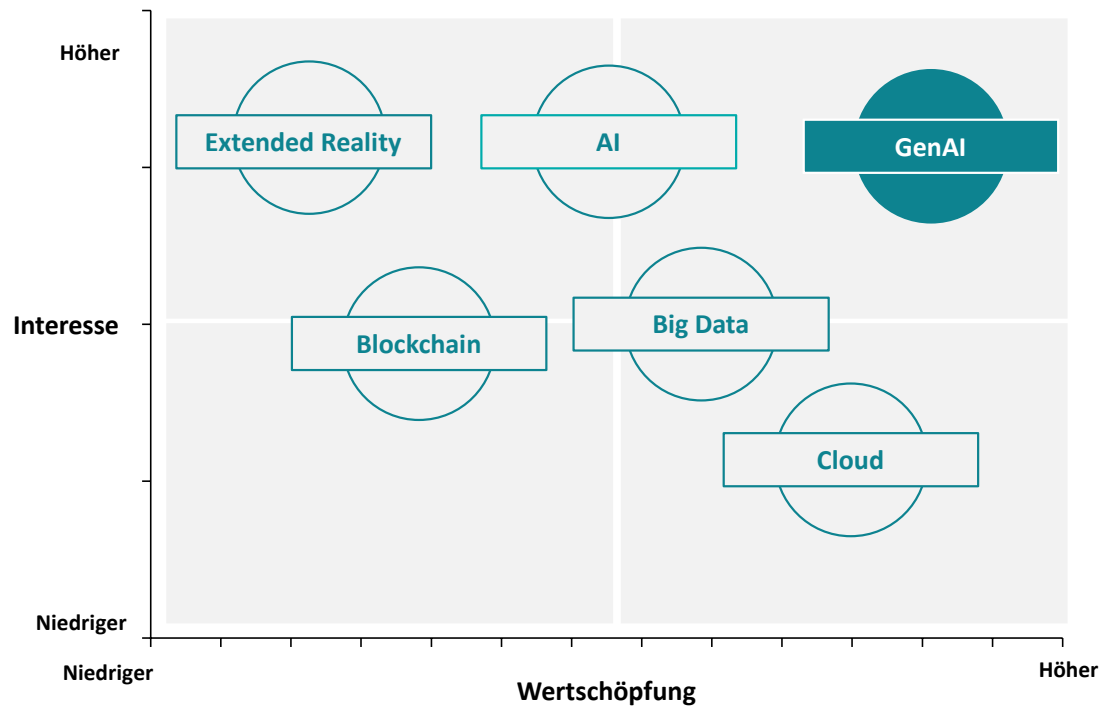 Höher
Extended Reality
AI
GenAI
Interesse
Blockchain
Big Data
Cloud
Niedriger
Niedriger
Höher
Wertschöpfung